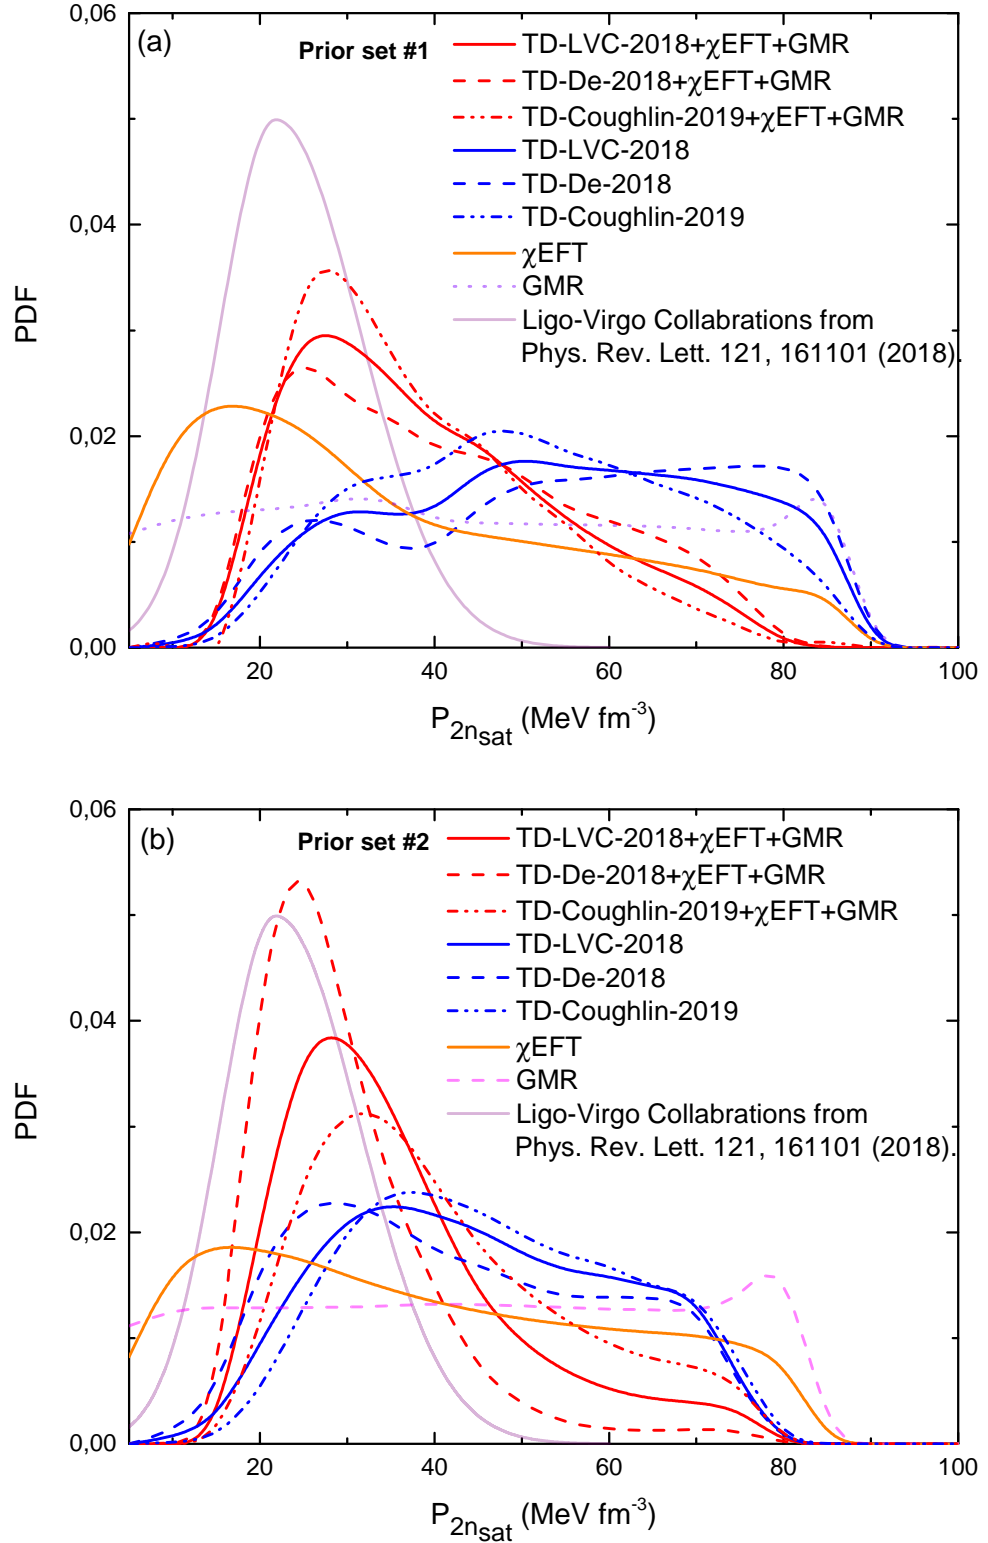 (a)
Prior set #1
TD-LVC-2018+χEFT+GMR
TD-De-2018+χEFT+GMR
TD-Coughlin-2019+χEFT+GMR
TD-LVC-2018
TD-De-2018
TD-Coughlin-2019
χEFT
GMR
Ligo-Virgo Collabrations from
Phys. Rev. Lett. 121, 161101 (2018).
0,06
0,04
0,02
0,00
PDF
20 40 60 80 100
P2nsat (MeV fm-3)
(b)
Prior set #2
TD-LVC-2018+χEFT+GMR
TD-De-2018+χEFT+GMR
TD-Coughlin-2019+χEFT+GMR
TD-LVC-2018
TD-De-2018
TD-Coughlin-2019
χEFT
GMR
Ligo-Virgo Collabrations from
Phys. Rev. Lett. 121, 161101 (2018).
0,06
0,04
0,02
0,00
PDF
20 40 60 80 100
P2nsat (MeV fm-3)